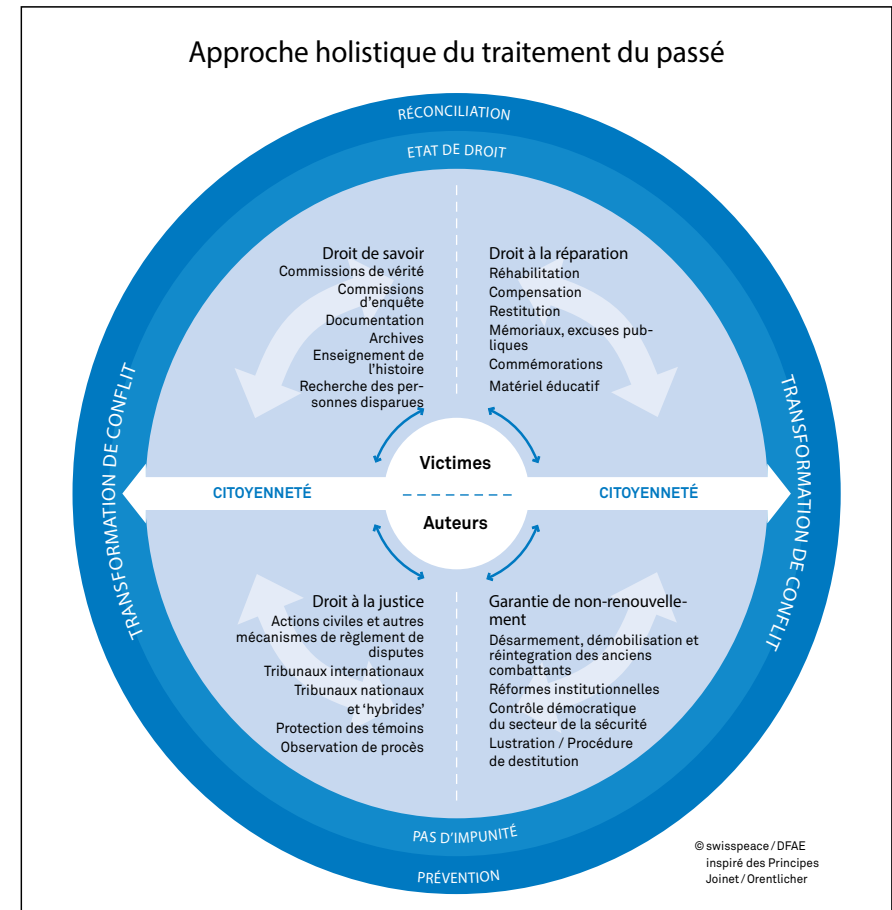 Approche holistique du traitement du passé
RÉCONCILIATION
ETAT DE DROIT
TRANSFORMATION DE CONFLIT
TRANSFORMATION DE CONFLIT
Droit de savoir
Commissions de vérité
Commissions
d'enquête
Documentation
Archives
Enseignement de
l'histoire
Recherche des per-
sonnes disparues
Droit à la réparation
Réhabilitation
Compensation
Restitution
Mémoriaux, excuses pub-
liques
Commémorations
Matériel éducatif
Victimes
CITOYENNETÉ
CITOYENNETÉ
Auteurs
Droit à la justice
Actions civiles et autres
mécanismes de règlement de
disputes
Tribunaux internationaux
Tribunaux nationaux
et ‘hybrides’
Protection des témoins
Observation de procès
Garantie de non-renouvelle-
ment
Désarmement, démobilisation et
réintegration des anciens
combattants
Réformes institutionnelles
Contrôle démocratique
du secteur de la sécurité
Lustration / Procédure
de destitution
PAS D'IMPUNITÉ
PRÉVENTION
© swisspeace / DFAE
inspiré des Principes
Joinet / Orentlicher